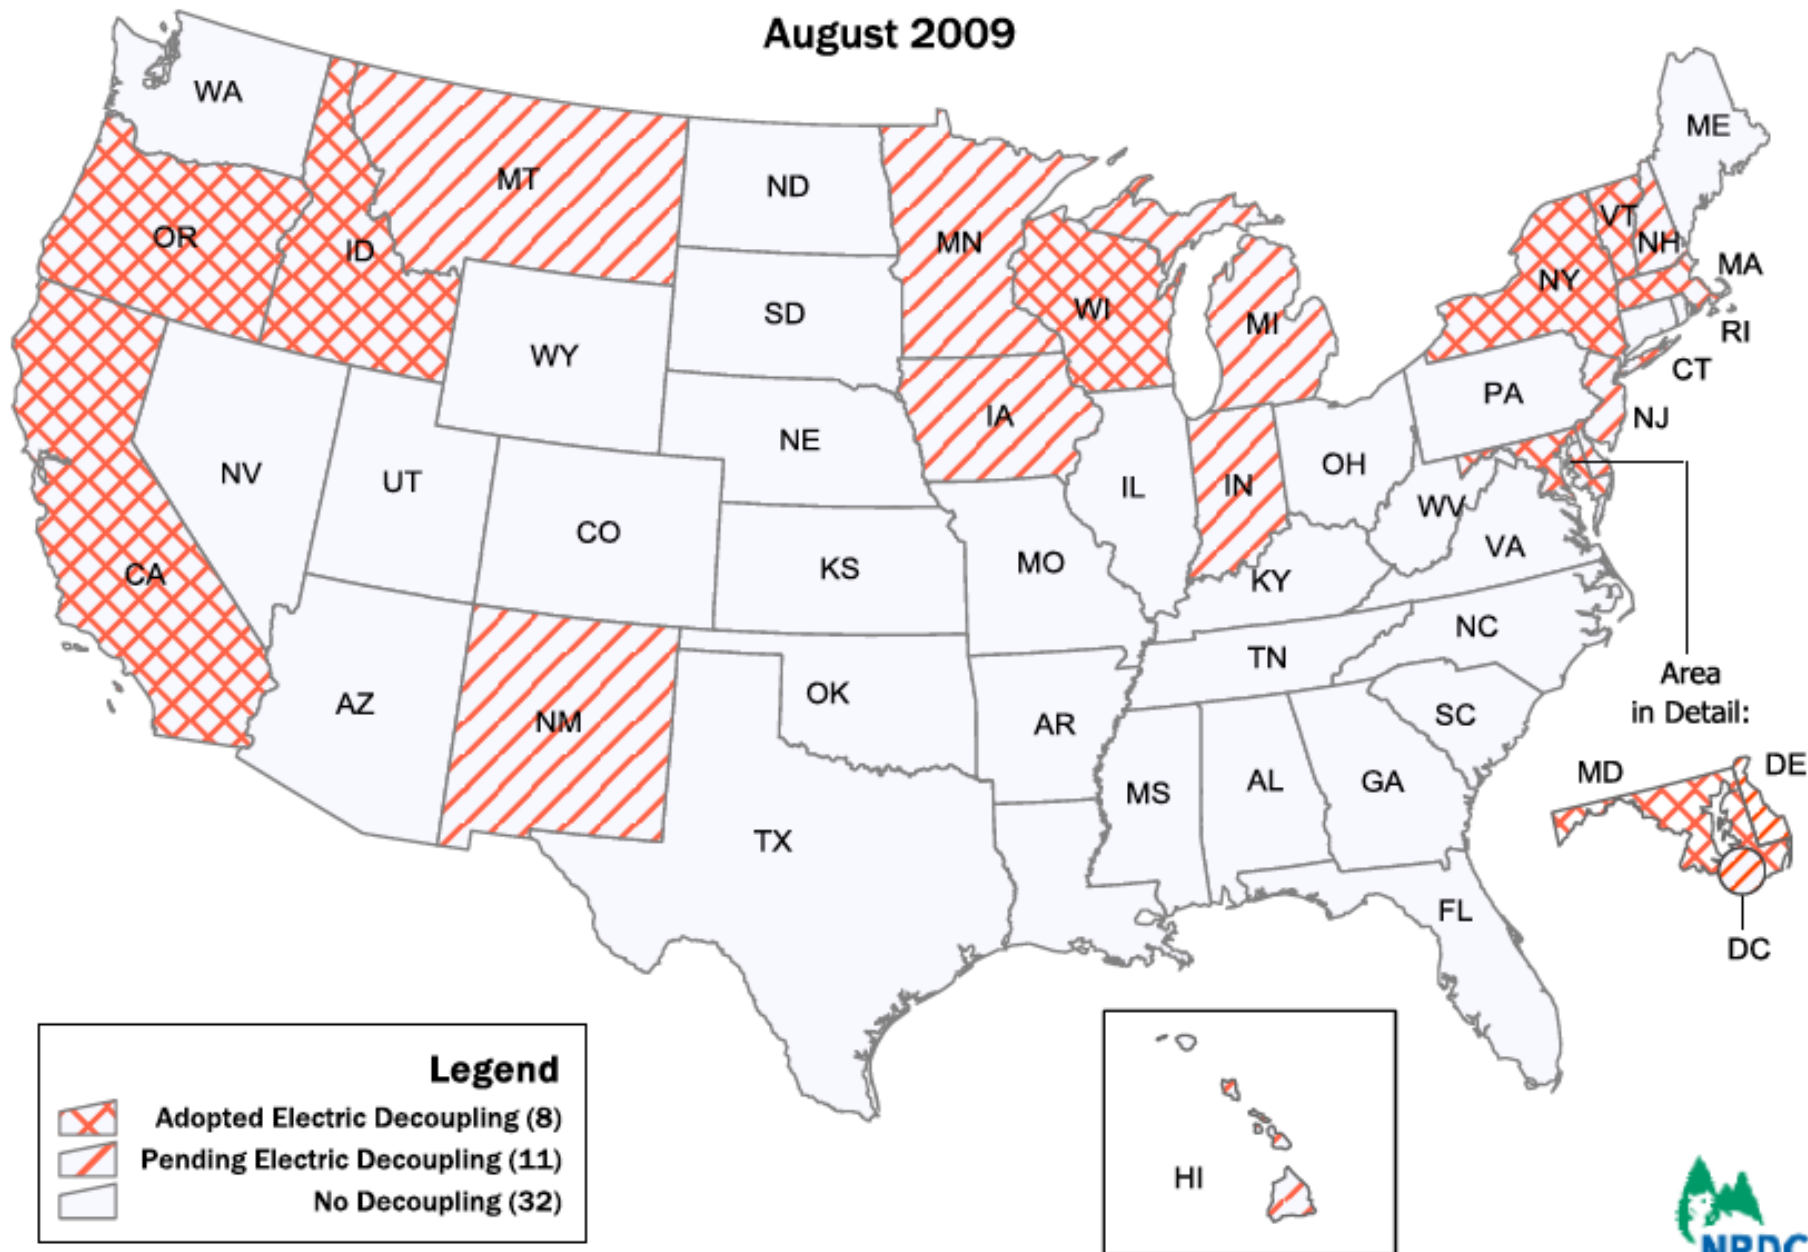 August 2009
WA
ME
MT
ND
VT
OR
ID
MN
NH
MA
NY
SD
WI
MI
RI
WY
CT
PA
IA
NJ
NE
OH
NV
UT
IL
IN
WV
CO
VA
KS
MO
CA
KY
NC
TN
Area
in Detail:
OK
AZ
NM
AR
SC
MD
DE
MS
AL
GA
TX
FL
DC
Legend
Adopted Electric Decoupling (8)
Pending Electric Decoupling (11)
No Decoupling (32)
HI
NRDC